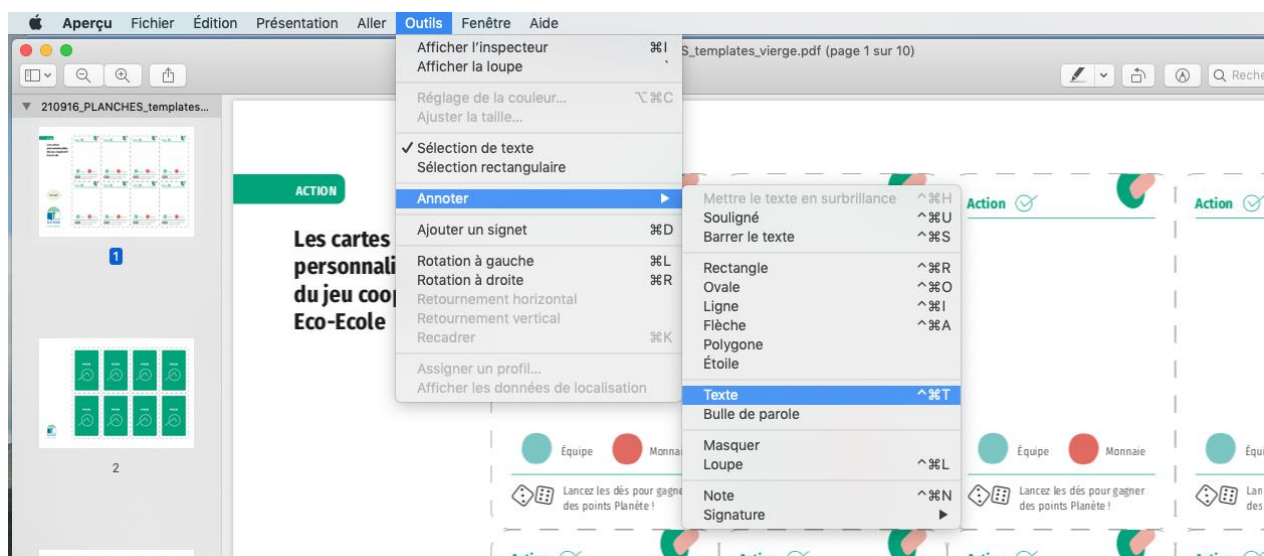 Aperçu Fichier Édition Présentation Aller Outils Fenêtre Aide
S_templates_vierge.pdf (page 1 sur 10)
Reche
210916_PLANCHES_templates...
1
2
Afficher l'inspecteur ⌘I
Afficher la loupe `
Réglage de la couleur... ⌥⌘C
Ajuster la taille...
✓ Sélection de texte
Sélection rectangulaire
Annoter ▶
Ajouter un signet ⌘D
Rotation à gauche ⌘L
Rotation à droite ⌘R
Retournement horizontal
Retournement vertical
Recadrer ⌘K
Assigner un profil...
Afficher les données de localisation
Mettre le texte en surbrillance ^⌘H
Souligné ^⌘U
Barrer le texte ^⌘S
Rectangle ^⌘R
Ovale ^⌘O
Ligne ^⌘I
Flèche ^⌘A
Polygone
Étoile
Texte ^⌘T
Bulle de parole
Masquer
Loupe ^⌘L
Note ^⌘N
Signature ▶
ACTION
Les cartes
personnali
du jeu coop
Eco-Ecole
Action
Action
Équipe Monnai
Lancez les dés pour gagne
des points Planète !
Équipe Monnaie
Lancez les dés pour gagner
des points Planète !
Équi
Lan
des